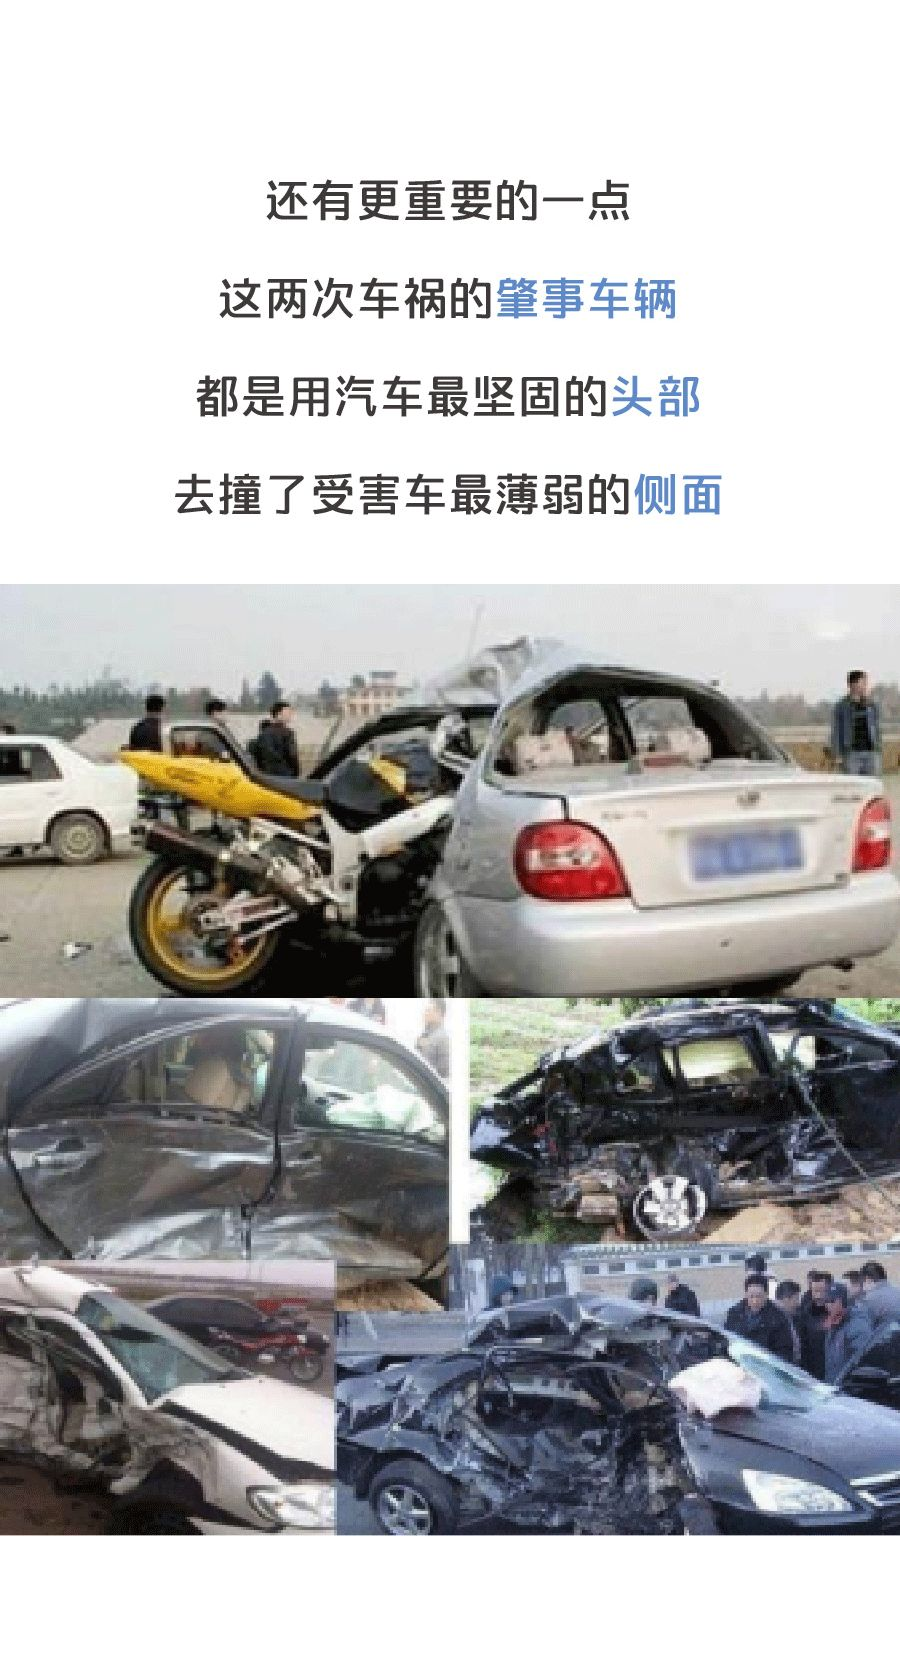 还有更重要的一点
这两次车祸的肇事车辆
都是用汽车最坚固的头部
去撞了受害车最薄弱的侧面